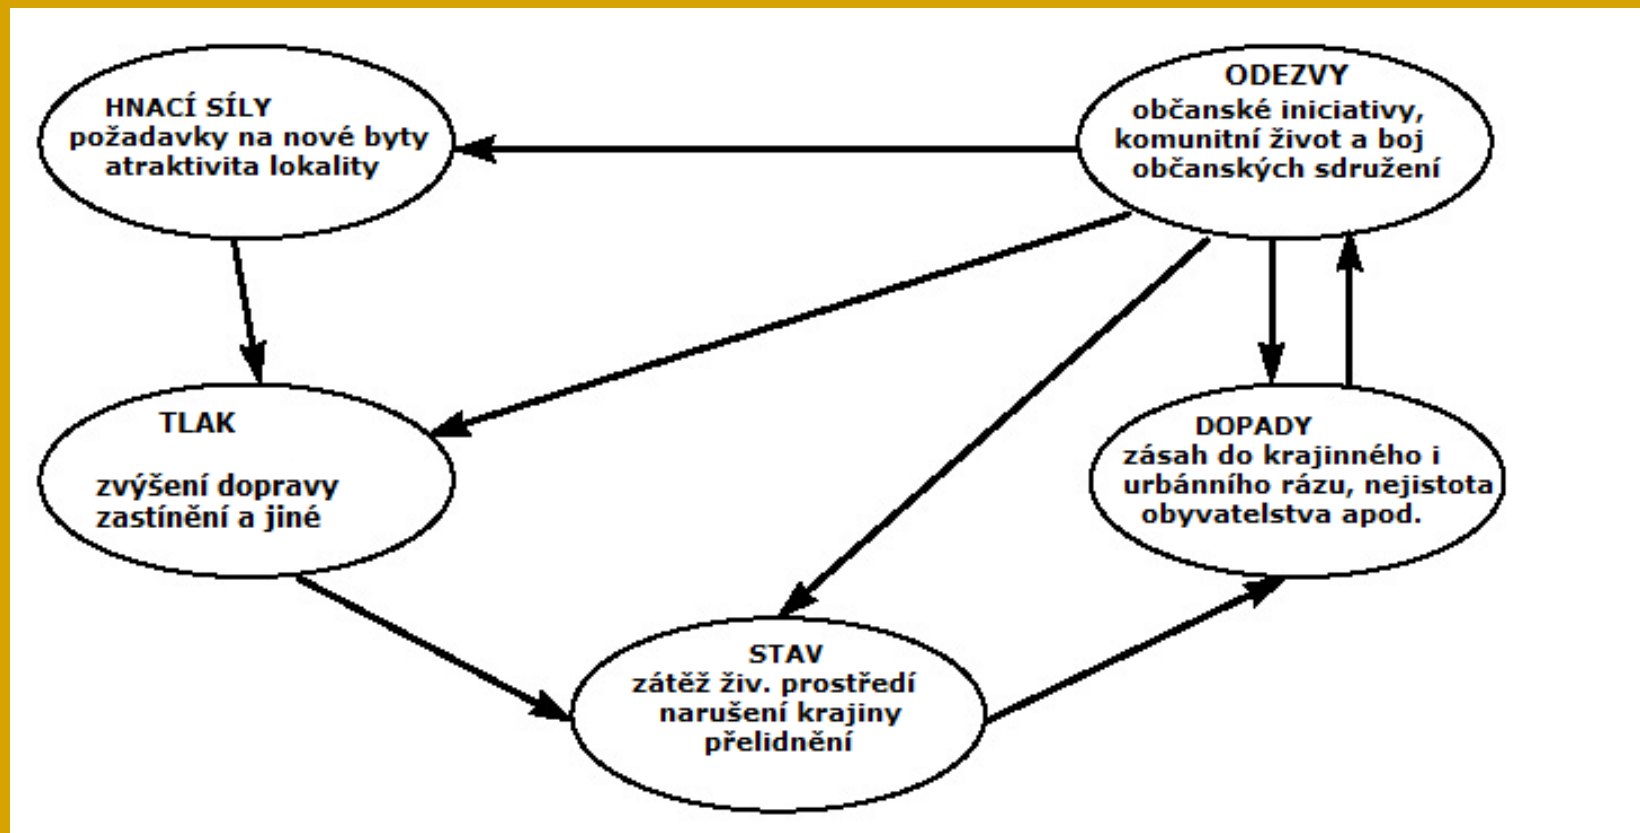 HNACÍ SÍLY
požadavky na nové byty
atraktivita lokality
ODEZVY
občanské iniciativy,
komunitní život a boj
občanských sdružení
TLAK
zvýšení dopravy
zastínění a jiné
DOPADY
zásah do krajinného i
urbánního rázu, nejistota
obyvatelstva apod.
STAV
zátěž živ. prostředí
narušení krajiny
přelidnění